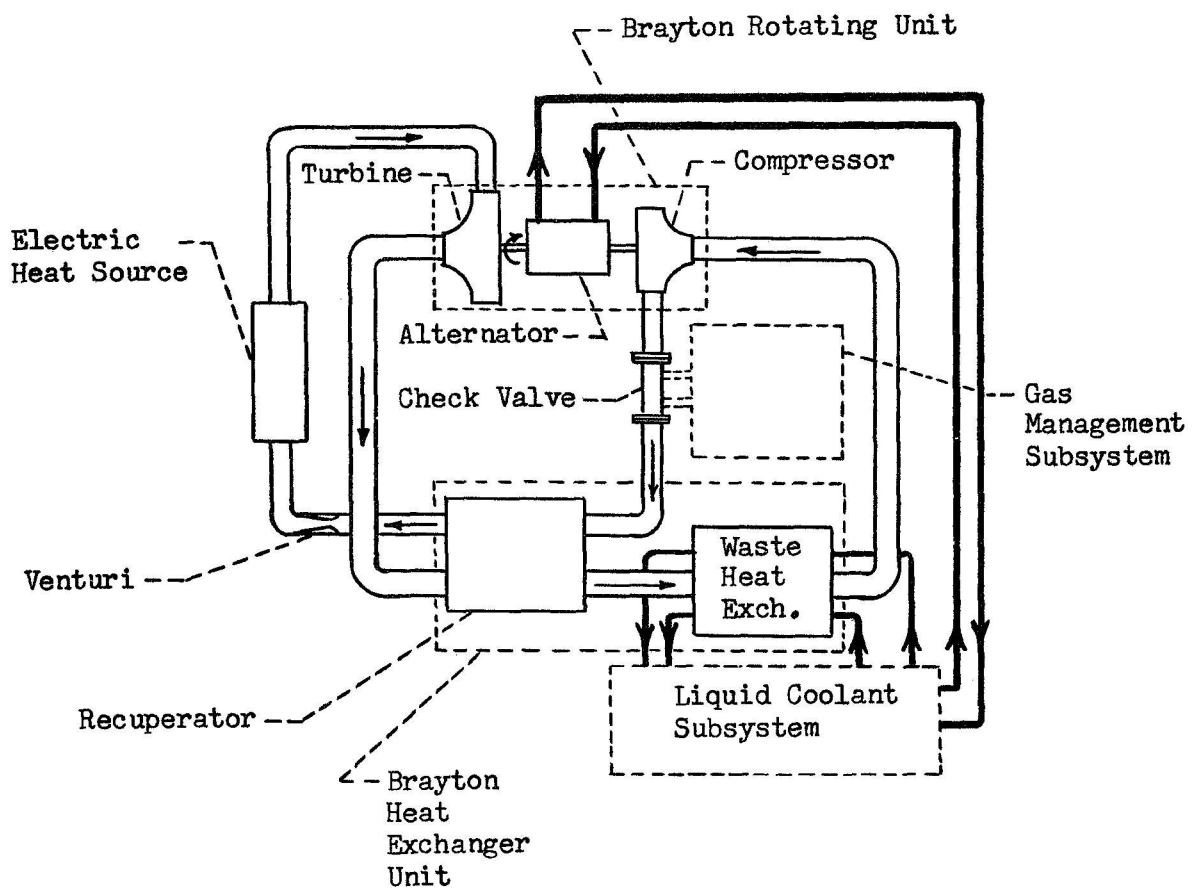 Brayton Rotating Unit
Turbine
Compressor
Electric
Heat Source
Alternator
Check Valve
Gas
Management
Subsystem
Venturi
Waste
Heat
Exch.
Recuperator
Liquid Coolant
Subsystem
Brayton
Heat
Exchanger
Unit